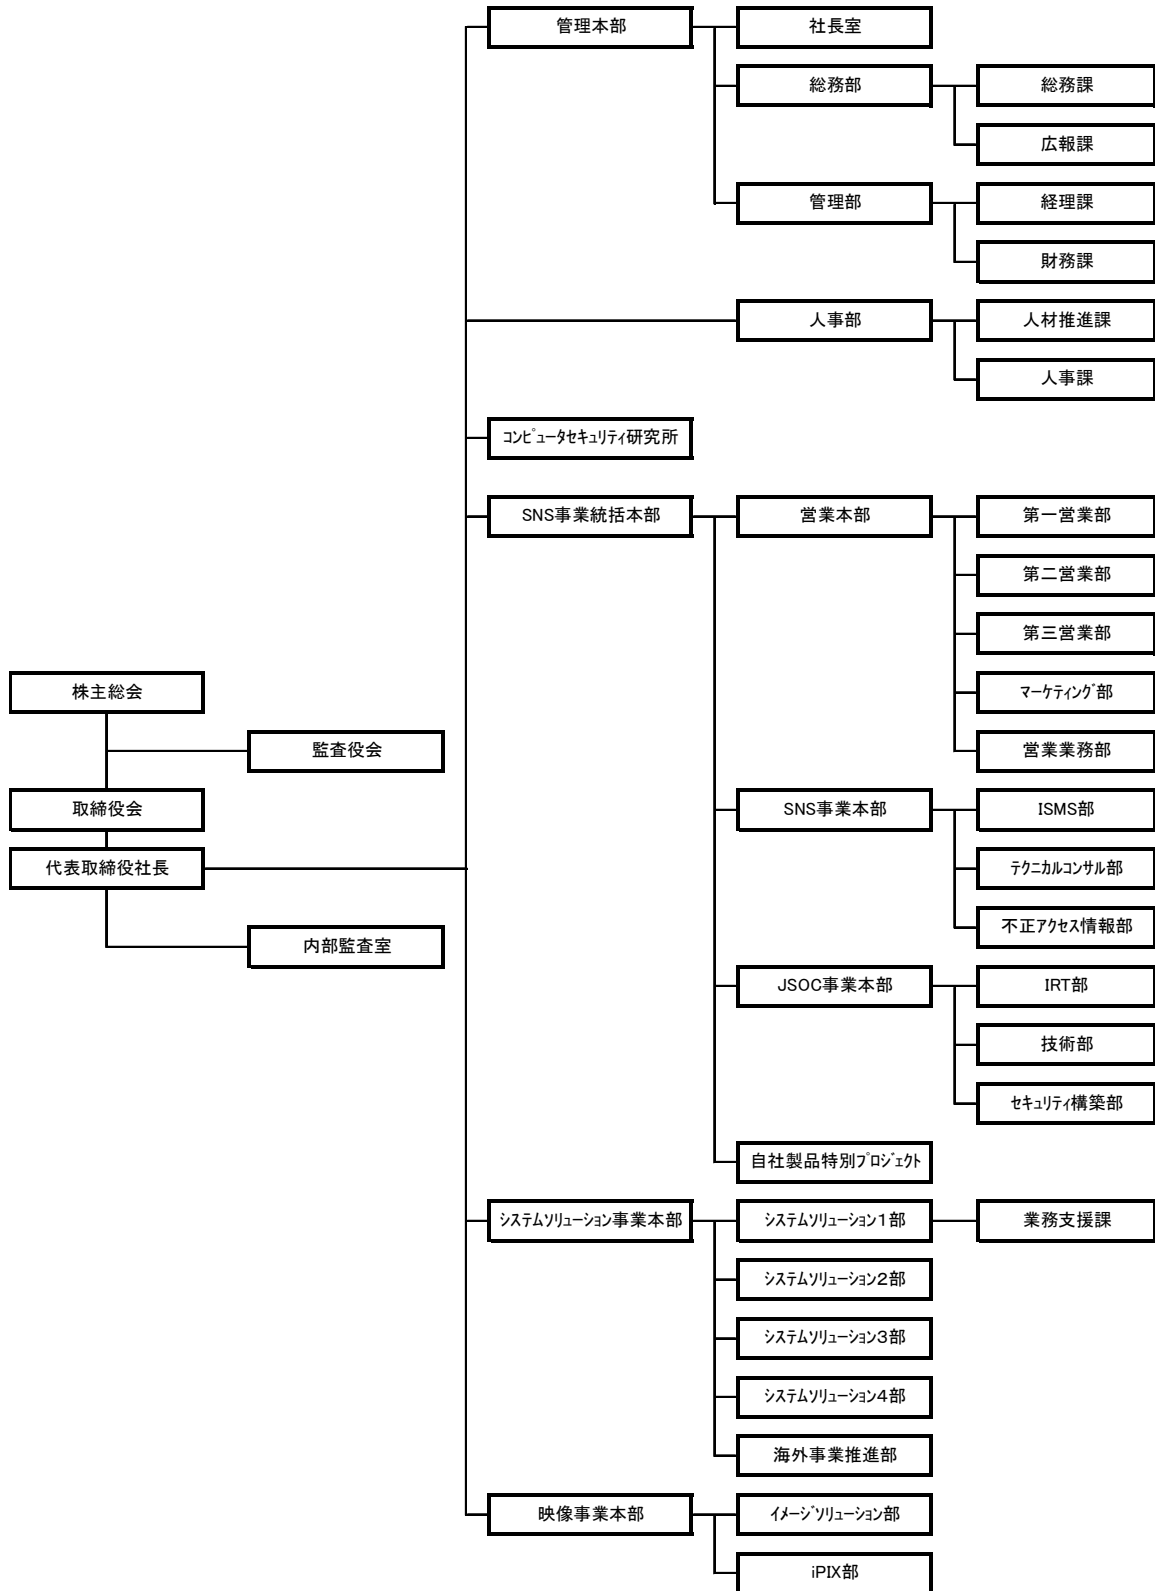 管理本部
社長室
総務部
総務課
広報課
管理部
経理課
財務課
人事部
人材推進課
人事課
コンピュータセキュリティ研究所
SNS事業統括本部
営業本部
第一営業部
第二営業部
第三営業部
マーケティング部
営業業務部
株主総会
監査役会
取締役会
代表取締役社長
内部監査室
SNS事業本部
ISMS部
テクニカルコンサル部
不正アクセス情報部
JSOC事業本部
IRT部
技術部
セキュリティ構築部
自社製品特別プロジェクト
システムソリューション事業本部
システムソリューション1部
業務支援課
システムソリューション2部
システムソリューション3部
システムソリューション4部
海外事業推進部
映像事業本部
イメージソリューション部
iPIX部